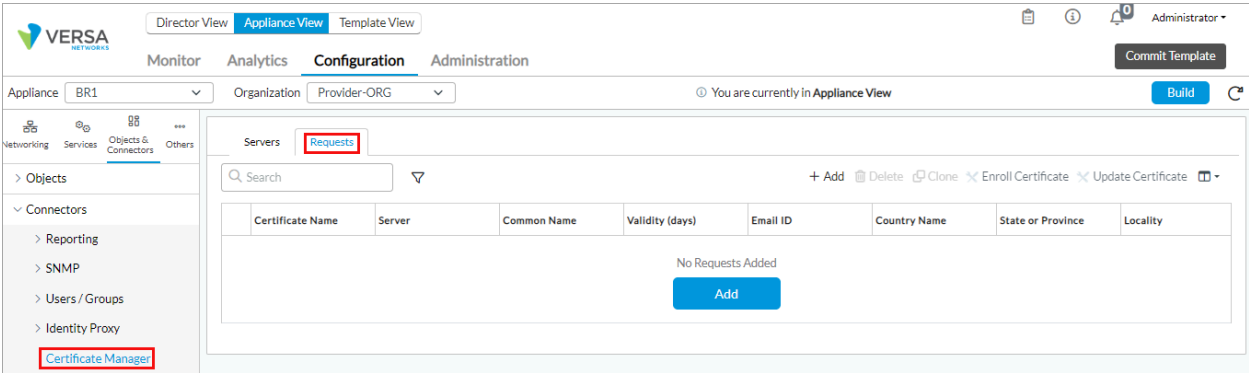 Director View Appliance View Template View
0 Administrator
VERSA
NETWORKS
Monitor Analytics Configuration Administration
Commit Template
Appliance BR1 Organization Provider-ORG You are currently in Appliance View Build
Networking Services Objects & Connectors Others
Servers Requests
Search + Add Delete Clone Enroll Certificate Update Certificate
> Objects
Connectors
Certificate Name Server Common Name Validity (days) Email ID Country Name State or Province Locality
> Reporting
No Requests Added
> SNMP
Add
> Users / Groups
> Identity Proxy
Certificate Manager